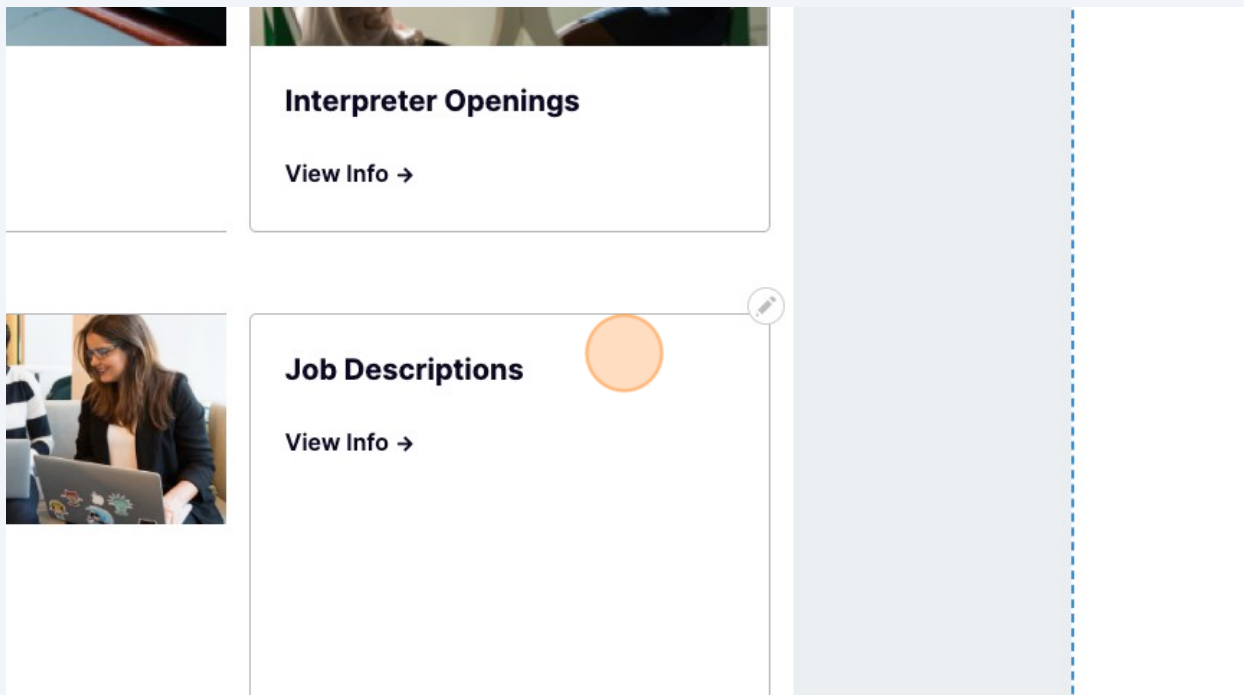 Interpreter Openings
View Info →
Job Descriptions
View Info →